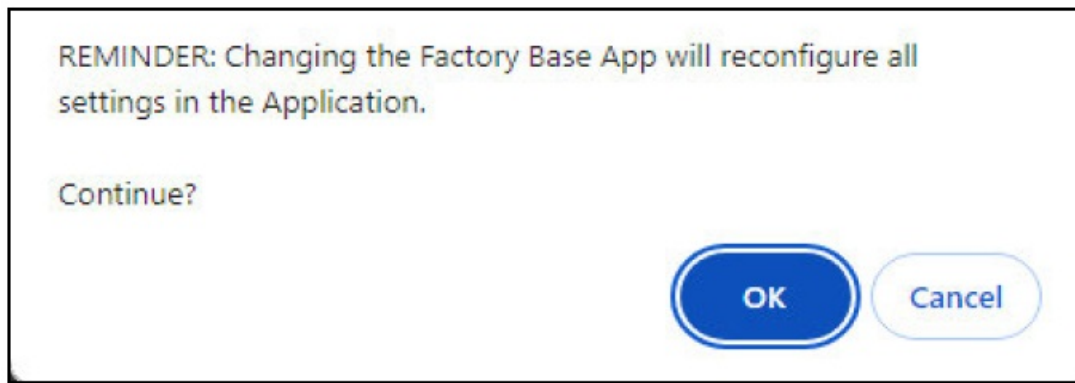 REMINDER: Changing the Factory Base App will reconfigure all
settings in the Application.
Continue?
OK Cancel